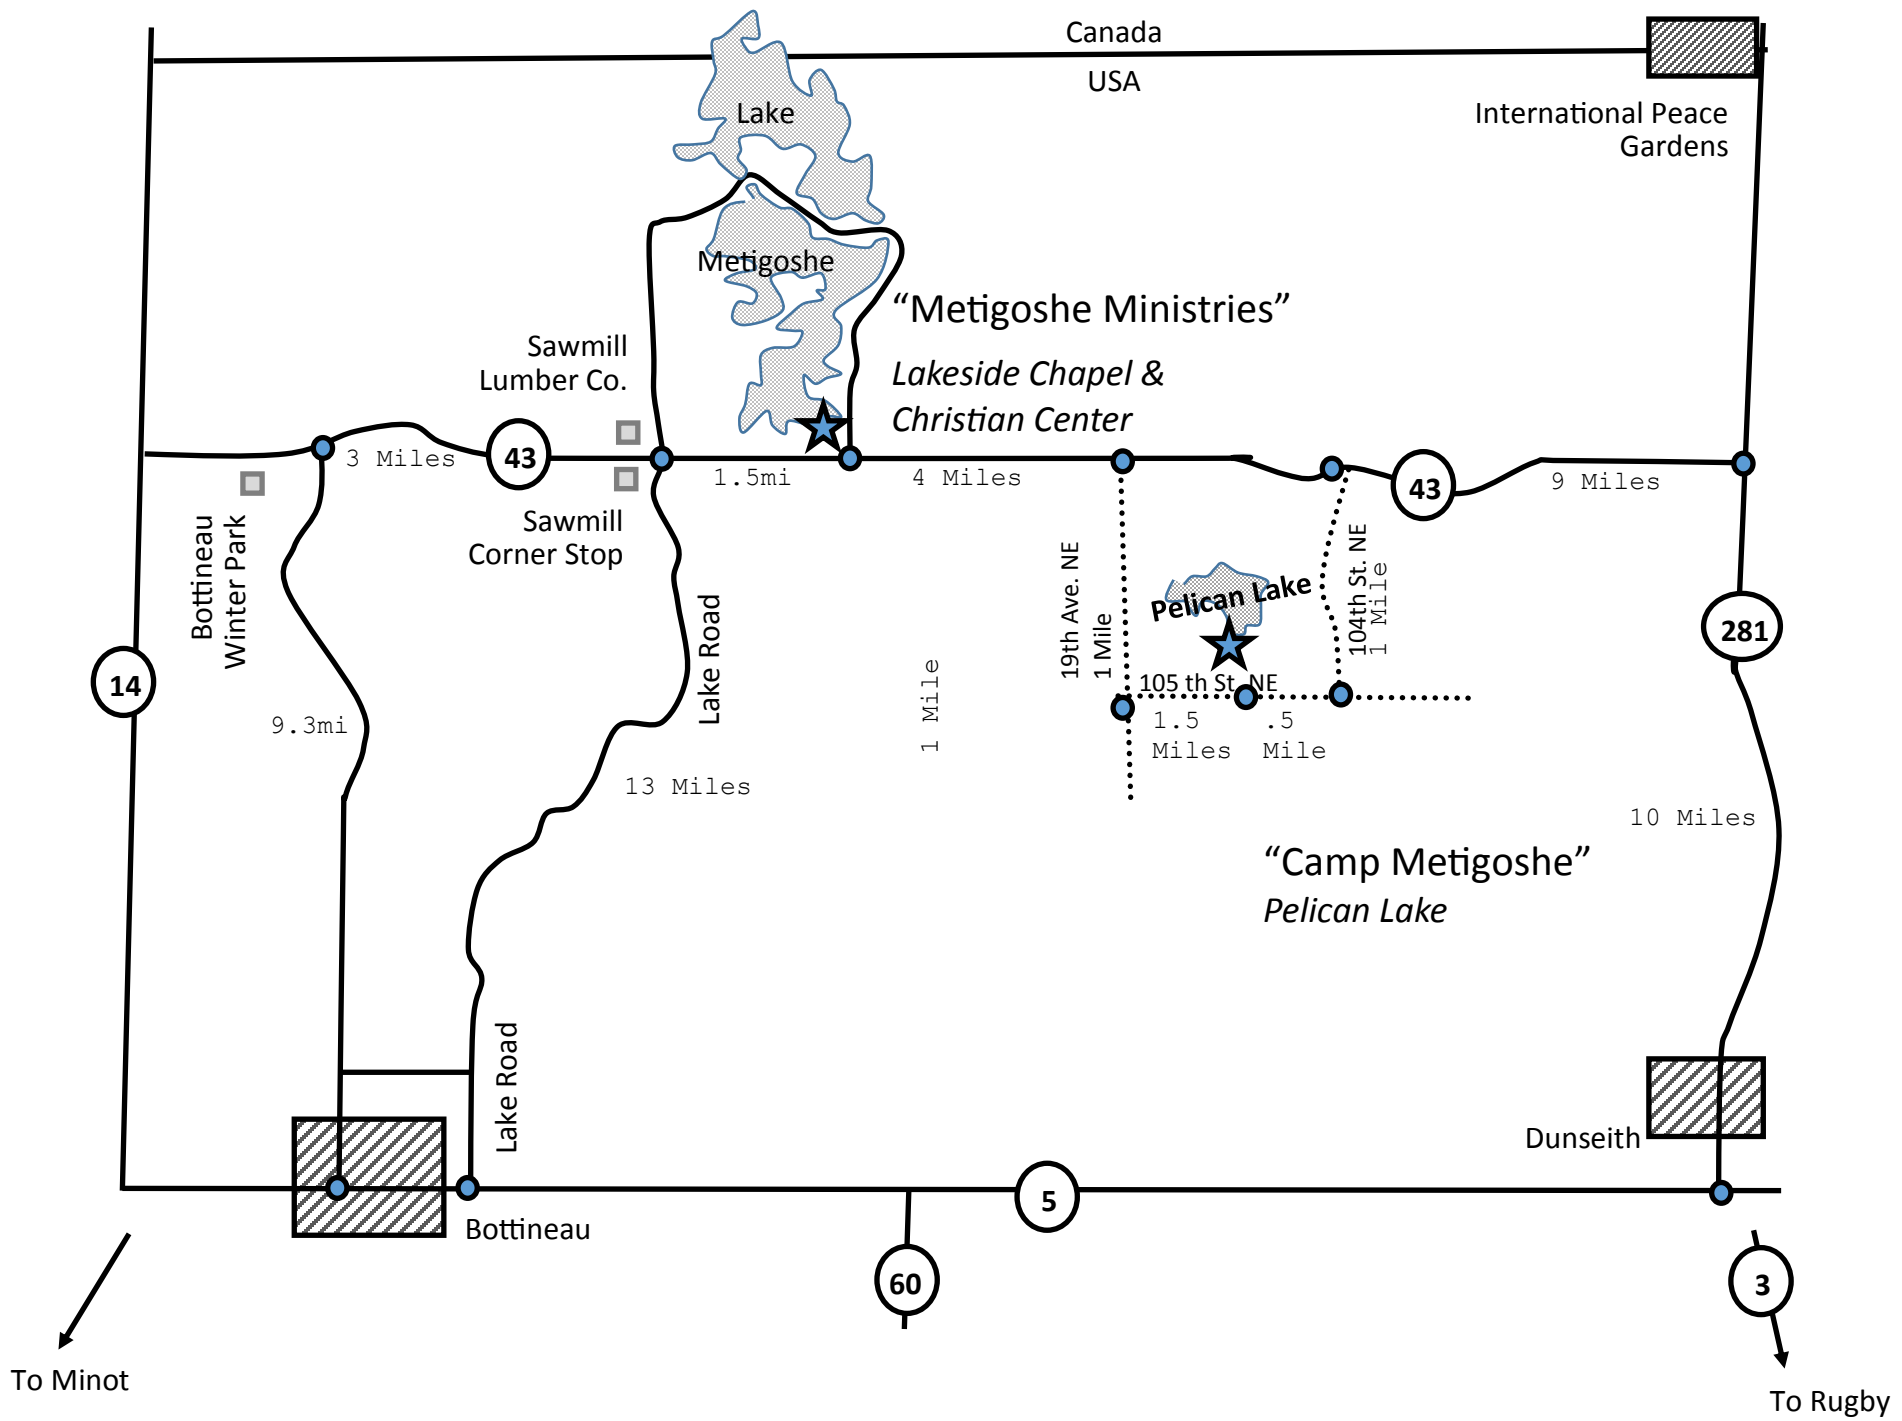 Canada
USA
International Peace
Gardens
Lake
Metigoshe
“Metigoshe Ministries”
Lakeside Chapel &
Christian Center
Sawmill
Lumber Co.
3 Miles
43
1.5mi
4 Miles
43
9 Miles
Sawmill
Corner Stop
Bottineau
Winter Park
19th Ave. NE
1 Mile
Pelican Lake
104th St. NE
1 Mile
281
14
Lake Road
1 Mile
105 th St. NE
1.5
Miles
.5
Mile
9.3mi
13 Miles
10 Miles
“Camp Metigoshe”
Pelican Lake
Lake Road
Dunseith
5
Bottineau
60
3
To Minot
To Rugby